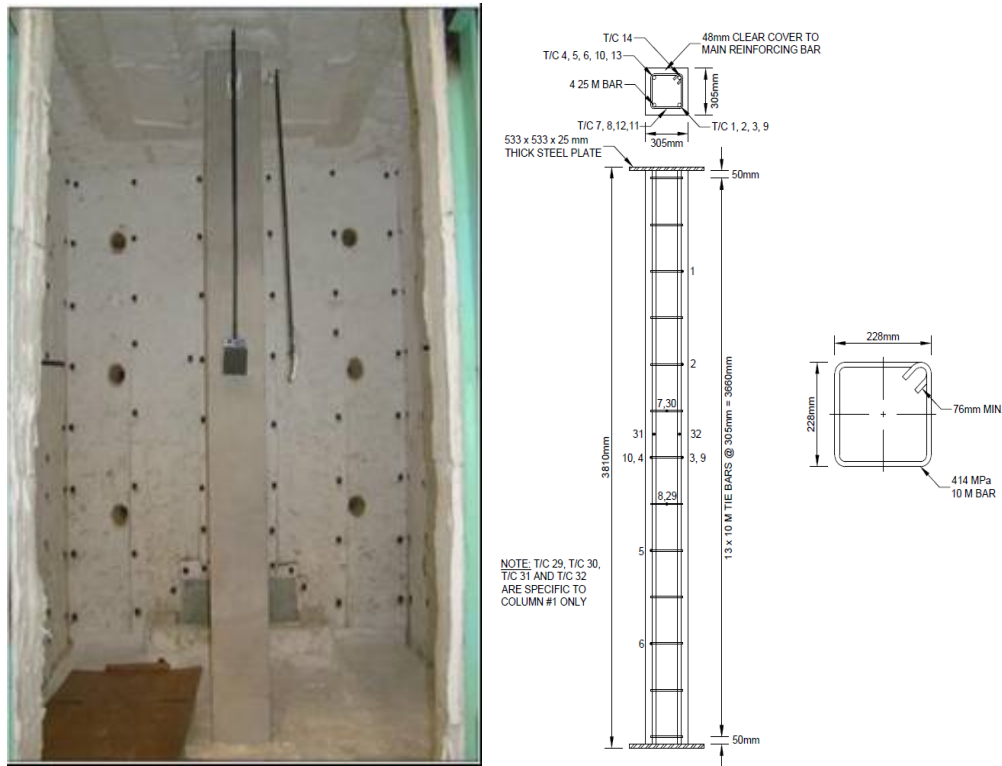 T/C 14
48mm CLEAR COVER TO
MAIN REINFORCING BAR
T/C 4, 5, 6, 10, 13
4 25 M BAR
305mm
T/C 7, 8,12,11
T/C 1, 2, 3, 9
305mm
533 x 533 x 25 mm
THICK STEEL PLATE
50mm
1
2
7,30
31
32
10, 4
3, 9
8,29
5
6
3810mm
13 x 10 M TIE BARS @ 305mm = 3660mm
NOTE: T/C 29, T/C 30,
T/C 31 AND T/C 32
ARE SPECIFIC TO
COLUMN #1 ONLY
50mm
228mm
228mm
76mm MIN
414 MPa
10 M BAR